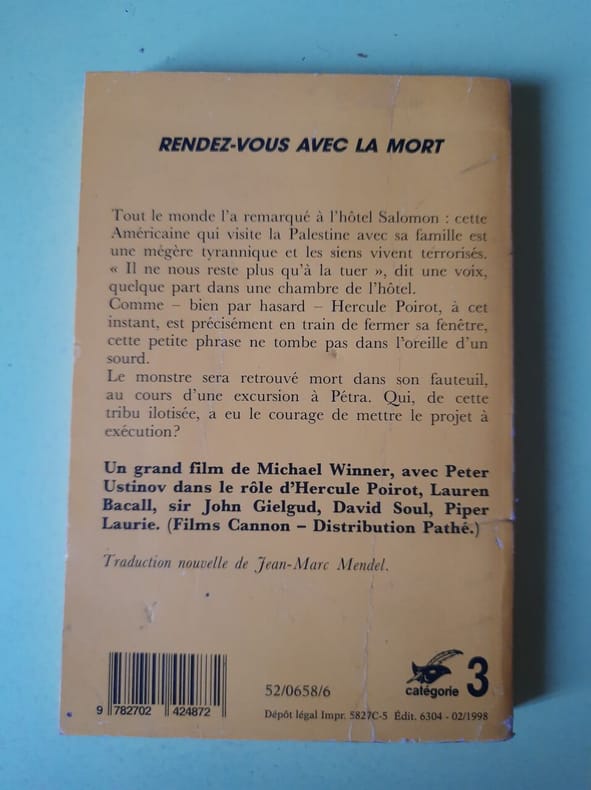 RENDEZ-VOUS AVEC LA MORT
Tout le monde l'a remarqué à l'hôtel Salomon : cette
Américaine qui visite la Palestine avec sa famille est
une mégère tyrannique et les siens vivent terrorisés.
« Il ne nous reste plus qu'à la tuer », dit une voix,
quelque part dans une chambre de l'hôtel.
Comme – bien par hasard – Hercule Poirot, à cet
instant, est précisément en train de fermer sa fenêtre,
cette petite phrase ne tombe pas dans l'oreille d'un
sourd.
Le monstre sera retrouvé mort dans son fauteuil,
au cours d'une excursion à Pétra. Qui, de cette
tribu ilotisée, a eu le courage de mettre le projet à
exécution?
Un grand film de Michael Winner, avec Peter
Ustinov dans le rôle d'Hercule Poirot, Lauren
Bacall, sir John Gielgud, David Soul, Piper
Laurie. (Films Cannon – Distribution Pathé.)
Traduction nouvelle de Jean-Marc Mendel.
9 782702 424872
52/0658/6
catégorie 3
Dépôt légal Impr. 5827C-5 Édit. 6304 - 02/1998